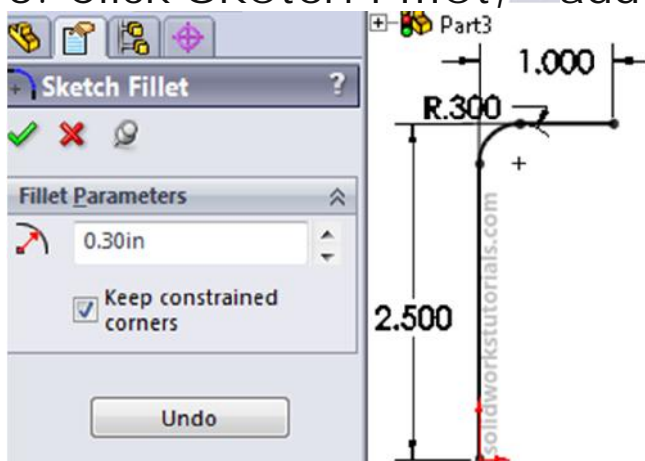 Part3
Sketch Fillet ?
Fillet Parameters
0.30in
Keep constrained
corners
Undo
1.000
R.300
2.500
solidworkstutorials.com